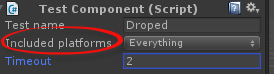 Test Component (Script)
Test name Droped
Included platforms Everything
Timeout 2